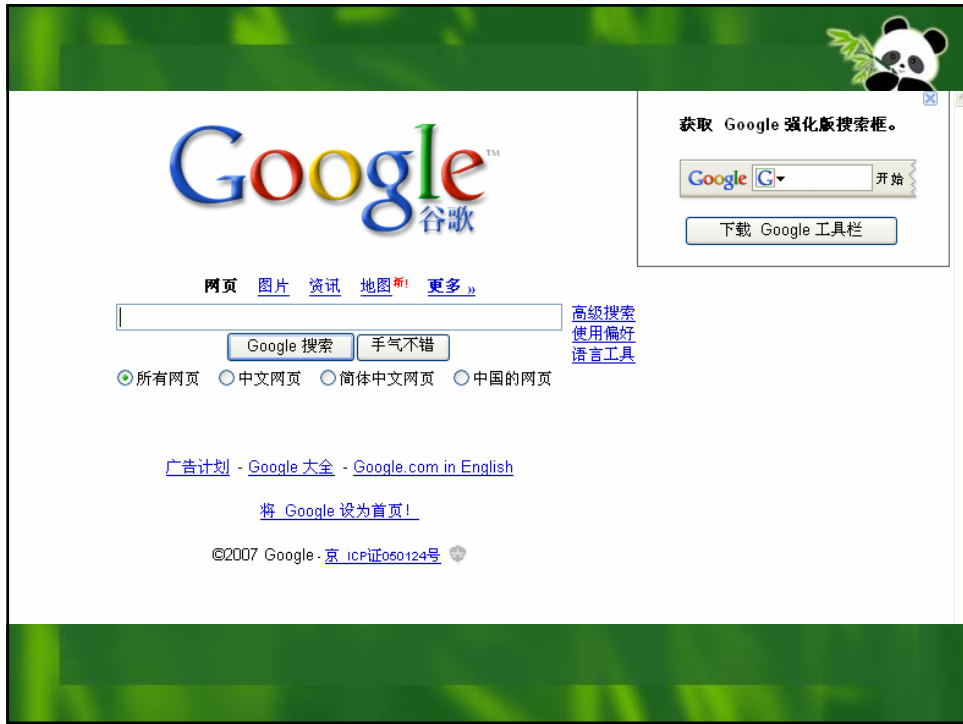 Google™
谷歌
获取 Google 强化版搜索框。
Google G 开始
下载 Google 工具栏
网页 图片 资讯 地图新! 更多 »
高级搜索
使用偏好
语言工具
Google 搜索 手气不错
所有网页 中文网页 简体中文网页 中国的网页
广告计划 - Google 大全 - Google.com in English
将 Google 设为首页!
©2007 Google - 京 ICP证050124号